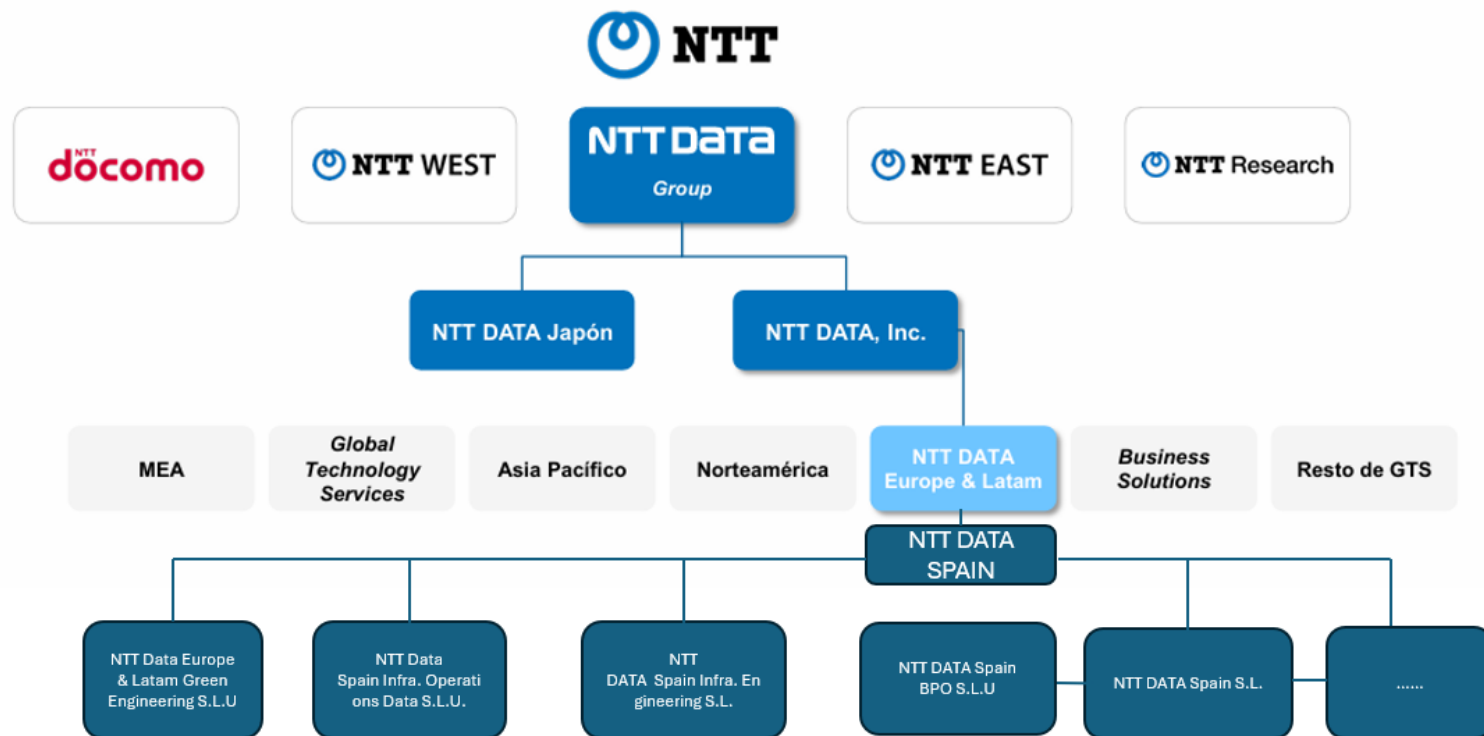 NTT
NTT
döcomo
NTT WEST
NTT DaTa
Group
NTT EAST
NTT Research
NTT DATA Japón
NTT DATA, Inc.
MEA
Global
Technology
Services
Asia Pacífico
Norteamérica
NTT DATA
Europe & Latam
Business
Solutions
Resto de GTS
NTT DATA
SPAIN
NTT Data Europe
& Latam Green
Engineering S.L.U
NTT Data
Spain Infra. Operati
ons Data S.L.U.
NTT
DATA Spain Infra. En
gineering S.L.
NTT DATA Spain
BPO S.L.U
NTT DATA Spain S.L.
......